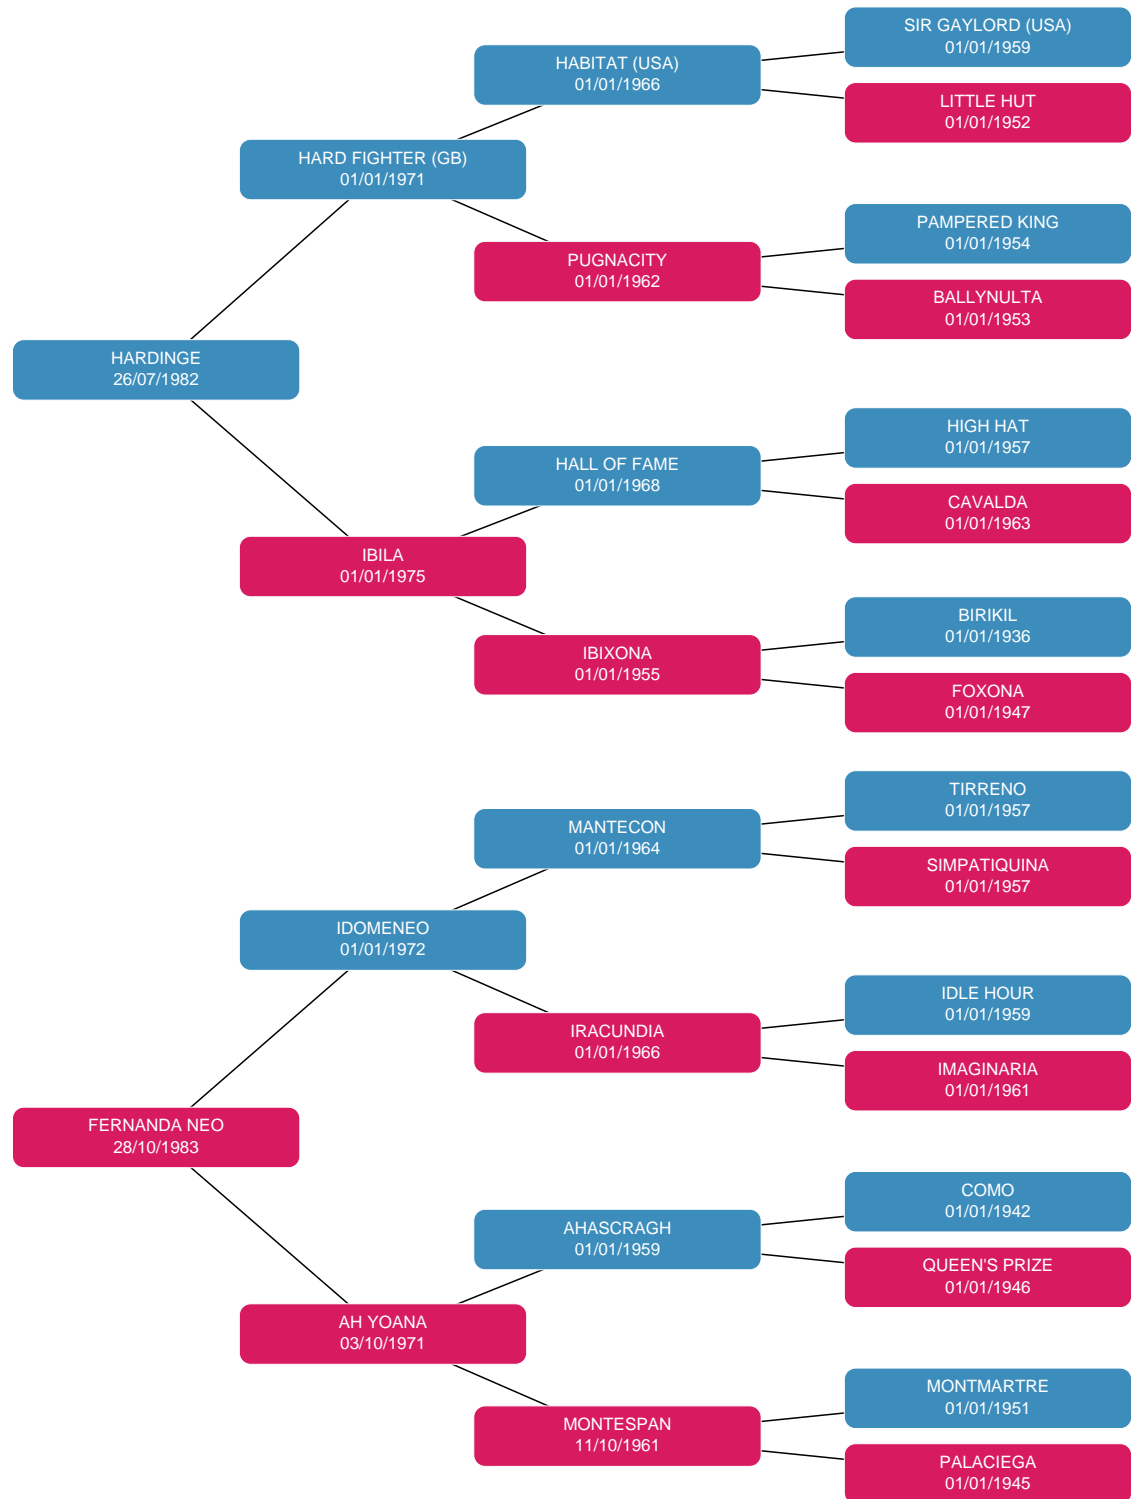 SIR GAYLORD (USA)
01/01/1959
HABITAT (USA)
01/01/1966
LITTLE HUT
01/01/1952
HARD FIGHTER (GB)
01/01/1971
PAMPERED KING
01/01/1954
PUGNACITY
01/01/1962
BALLYNULTA
01/01/1953
HARDINGE
26/07/1982
HIGH HAT
01/01/1957
HALL OF FAME
01/01/1968
CAVALDA
01/01/1963
IBILA
01/01/1975
BIRIKIL
01/01/1936
IBIXONA
01/01/1955
FOXONA
01/01/1947
TIRRENO
01/01/1957
MANTECON
01/01/1964
SIMPATIQUINA
01/01/1957
IDOMENEO
01/01/1972
IDLE HOUR
01/01/1959
IRACUNDIA
01/01/1966
IMAGINARIA
01/01/1961
FERNANDA NEO
28/10/1983
COMO
01/01/1942
AHASCRAGH
01/01/1959
QUEEN'S PRIZE
01/01/1946
AH YOANA
03/10/1971
MONTMARTRE
01/01/1951
MONTESPAN
11/10/1961
PALACIEGA
01/01/1945